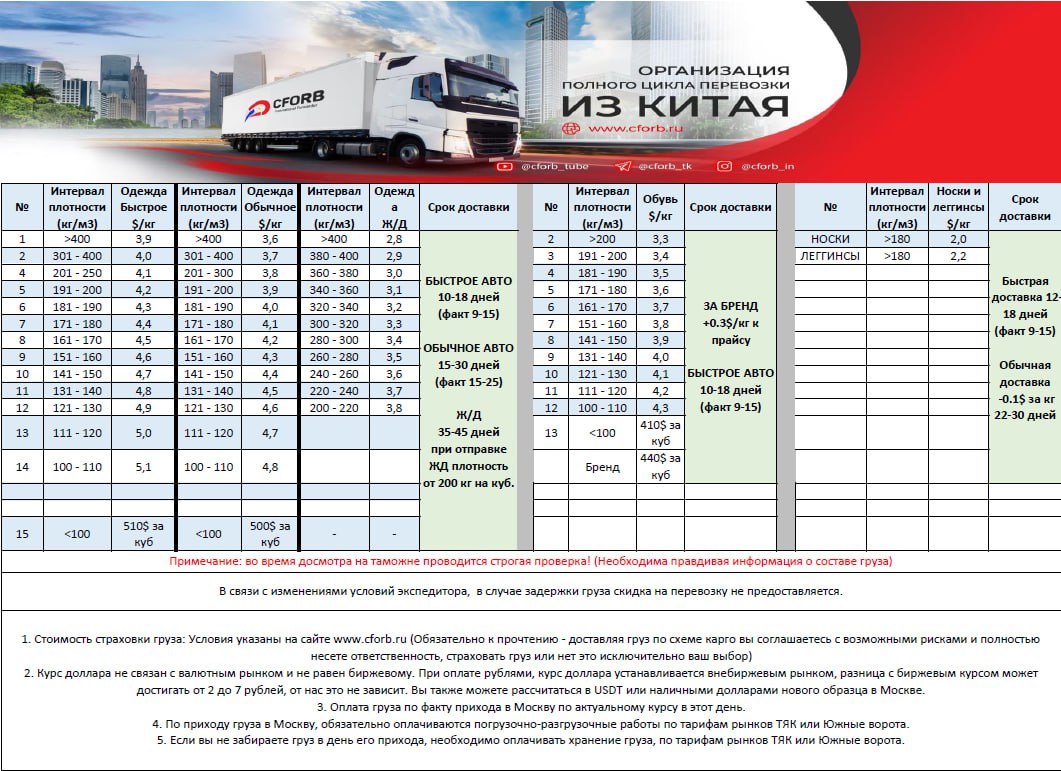 CFORB
International Forwarder
ОРГАНИЗАЦИЯ
ПОЛНОГО ЦИКЛА ПЕРЕВОЗКИ
ИЗ КИТАЯ
www.cforb.ru
@cforb_tube @cforb_tk @cforb_in
№ Интервал плотности (кг/м3) Одежда Быстрое $/кг Интервал плотности (кг/м3) Одежда Обычное $/кг Интервал плотности (кг/м3) Одежда Ж/Д Срок доставки
1 >400 3,9 >400 3,6 >400 2,8
2 301 - 400 4,0 301 - 400 3,7 380 - 400 2,9
4 201 - 250 4,1 201 - 300 3,8 360 - 380 3,0
5 191 - 200 4,2 191 - 200 3,9 340 - 360 3,1
6 181 - 190 4,3 181 - 190 4,0 320 - 340 3,2
7 171 - 180 4,4 171 - 180 4,1 300 - 320 3,3
8 161 - 170 4,5 161 - 170 4,2 280 - 300 3,4
9 151 - 160 4,6 151 - 160 4,3 260 - 280 3,5
10 141 - 150 4,7 141 - 150 4,4 240 - 260 3,6
11 131 - 140 4,8 131 - 140 4,5 220 - 240 3,7
12 121 - 130 4,9 121 - 130 4,6 200 - 220 3,8
13 111 - 120 5,0 111 - 120 4,7
14 100 - 110 5,1 100 - 110 4,8
15 <100 510$ за куб <100 500$ за куб - -
БЫСТРОЕ АВТО
10-18 дней
(факт 9-15)
ОБЫЧНОЕ АВТО
15-30 дней
(факт 15-25)
Ж/Д
35-45 дней
при отправке
ЖД плотность
от 200 кг на куб.
№ Интервал плотности (кг/м3) Обувь $/кг Срок доставки
2 >200 3,3
3 191 - 200 3,4
4 181 - 190 3,5
5 171 - 180 3,6
6 161 - 170 3,7
7 151 - 160 3,8
8 141 - 150 3,9
9 131 - 140 4,0
10 121 - 130 4,1
11 111 - 120 4,2
12 100 - 110 4,3
13 <100 410$ за куб
Бренд 440$ за куб
ЗА БРЕНД
+0.3$/кг к
прайсу
БЫСТРОЕ АВТО
10-18 дней
(факт 9-15)
№ Интервал плотности (кг/м3) Носки и леггинсы $/кг Срок доставки
НОСКИ >180 2,0
ЛЕГГИНСЫ >180 2,2
Быстрая
доставка 12-
18 дней
(факт 9-15)
Обычная
доставка
-0.1$ за кг
22-30 дней
Примечание: во время досмотра на таможне проводится строгая проверка! (Необходима правдивая информация о составе груза)
В связи с изменениями условий экспедитора, в случае задержки груза скидка на перевозку не предоставляется.
1. Стоимость страховки груза: Условия указаны на сайте www.cforb.ru (Обязательно к прочтению - доставляя груз по схеме карго вы соглашаетесь с возможными рисками и полностью
несете ответственность, страховать груз или нет это исключительно ваш выбор)
2. Курс доллара не связан с валютным рынком и не равен биржевому. При оплате рублями, курс доллара устанавливается внебиржевым рынком, разница с биржевым курсом может
достигать от 2 до 7 рублей, от нас это не зависит. Вы также можете рассчитаться в USDT или наличными долларами нового образца в Москве.
3. Оплата груза по факту прихода в Москву по актуальному курсу в этот день.
4. По приходу груза в Москву, обязательно оплачиваются погрузочно-разгрузочные работы по тарифам рынков ТЯК или Южные ворота.
5. Если вы не забираете груз в день его прихода, необходимо оплачивать хранение груза, по тарифам рынков ТЯК или Южные ворота.